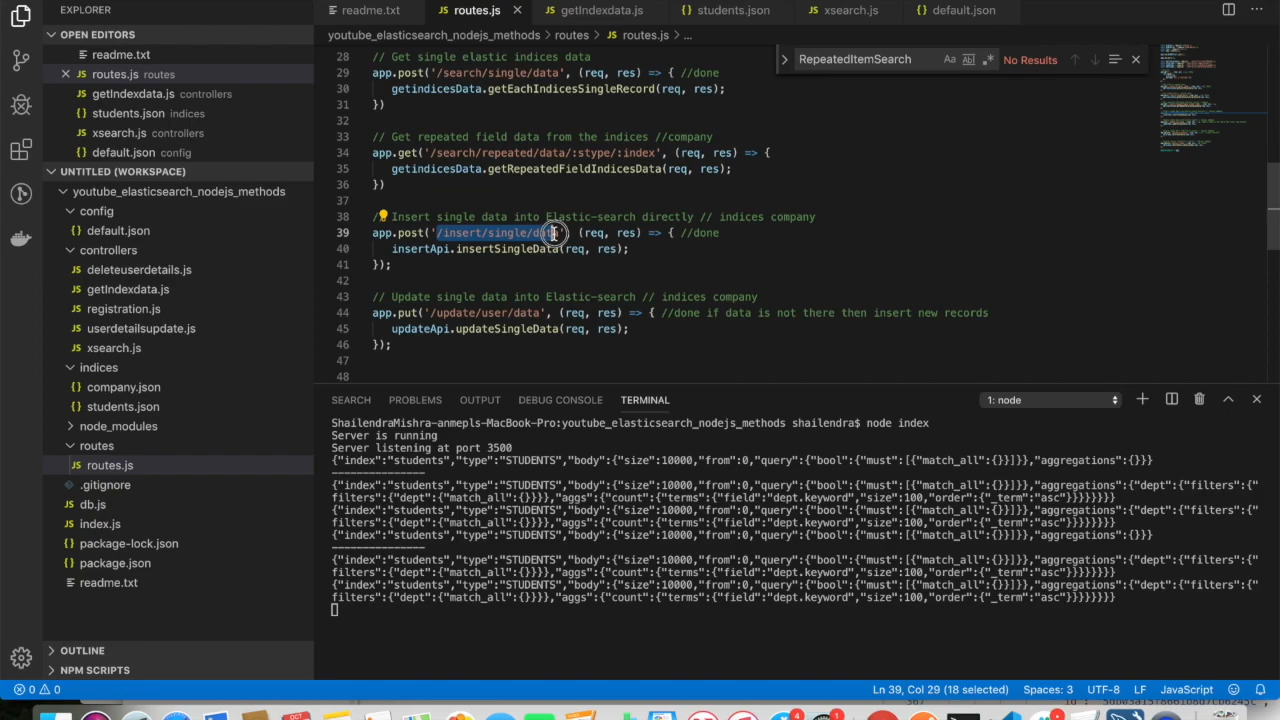 EXPLORER
OPEN EDITORS
readme.txt
routes.js routes
getIndexdata.js controllers
students.json indices
xsearch.js controllers
default.json config
UNTITLED (WORKSPACE)
youtube_elasticsearch_nodejs_methods
config
default.json
controllers
deleteuserdetails.js
getIndexdata.js
registration.js
userdetailsupdate.js
xsearch.js
indices
company.json
students.json
node_modules
routes
routes.js
.gitignore
db.js
index.js
package-lock.json
package.json
readme.txt
OUTLINE
NPM SCRIPTS
readme.txt routes.js getIndexdata.js students.json xsearch.js default.json
youtube_elasticsearch_nodejs_methods routes routes.js ...
RepeatedItemSearch Aa Abl .* No Results
28 // Get single elastic indices data
29 app.post('/search/single/data', (req, res) => { //done
30 getindicesData.getEachIndicesSingleRecord(req, res);
31 })
32
33 // Get repeated field data from the indices //company
34 app.get('/search/repeated/data/:stype/:index', (req, res) => {
35 getindicesData.getRepeatedFieldIndicesData(req, res);
36 })
37
38 // Insert single data into Elastic-search directly // indices company
39 app.post('/insert/single/data', (req, res) => { //done
40 insertApi.insertSingleData(req, res);
41 });
42
43 // Update single data into Elastic-search // indices company
44 app.put('/update/user/data', (req, res) => { //done if data is not there then insert new records
45 updateApi.updateSingleData(req, res);
46 });
47
48
SEARCH PROBLEMS OUTPUT DEBUG CONSOLE TERMINAL 1: node
ShailendraMishra-anmepls-MacBook-Pro:youtube_elasticsearch_nodejs_methods shailendra$ node index
Server is running
Server listening at port 3500
{"index":"students","type":"STUDENTS","body":{"size":10000,"from":0,"query":{"bool":{"must":[{"match_all":{}}]}},"aggregations":{}}}
---------------
{"index":"students","type":"STUDENTS","body":{"size":10000,"from":0,"query":{"bool":{"must":[{"match_all":{}}]}},"aggregations":{"dept":{"filters":{"
filters":{"dept":{"match_all":{}}}},"aggs":{"count":{"terms":{"field":"dept.keyword","size":100,"order":{"_term":"asc"}}}}}}}}
{"index":"students","type":"STUDENTS","body":{"size":10000,"from":0,"query":{"bool":{"must":[{"match_all":{}}]}},"aggregations":{"dept":{"filters":{"
filters":{"dept":{"match_all":{}}}},"aggs":{"count":{"terms":{"field":"dept.keyword","size":100,"order":{"_term":"asc"}}}}}}}}
{"index":"students","type":"STUDENTS","body":{"size":10000,"from":0,"query":{"bool":{"must":[{"match_all":{}}]}},"aggregations":{}}}
---------------
{"index":"students","type":"STUDENTS","body":{"size":10000,"from":0,"query":{"bool":{"must":[{"match_all":{}}]}},"aggregations":{"dept":{"filters":{"
filters":{"dept":{"match_all":{}}}},"aggs":{"count":{"terms":{"field":"dept.keyword","size":100,"order":{"_term":"asc"}}}}}}}}
{"index":"students","type":"STUDENTS","body":{"size":10000,"from":0,"query":{"bool":{"must":[{"match_all":{}}]}},"aggregations":{"dept":{"filters":{"
filters":{"dept":{"match_all":{}}}},"aggs":{"count":{"terms":{"field":"dept.keyword","size":100,"order":{"_term":"asc"}}}}}}}}
0 0 Ln 39, Col 29 (18 selected) Spaces: 3 UTF-8 LF JavaScript
OCT 4 1